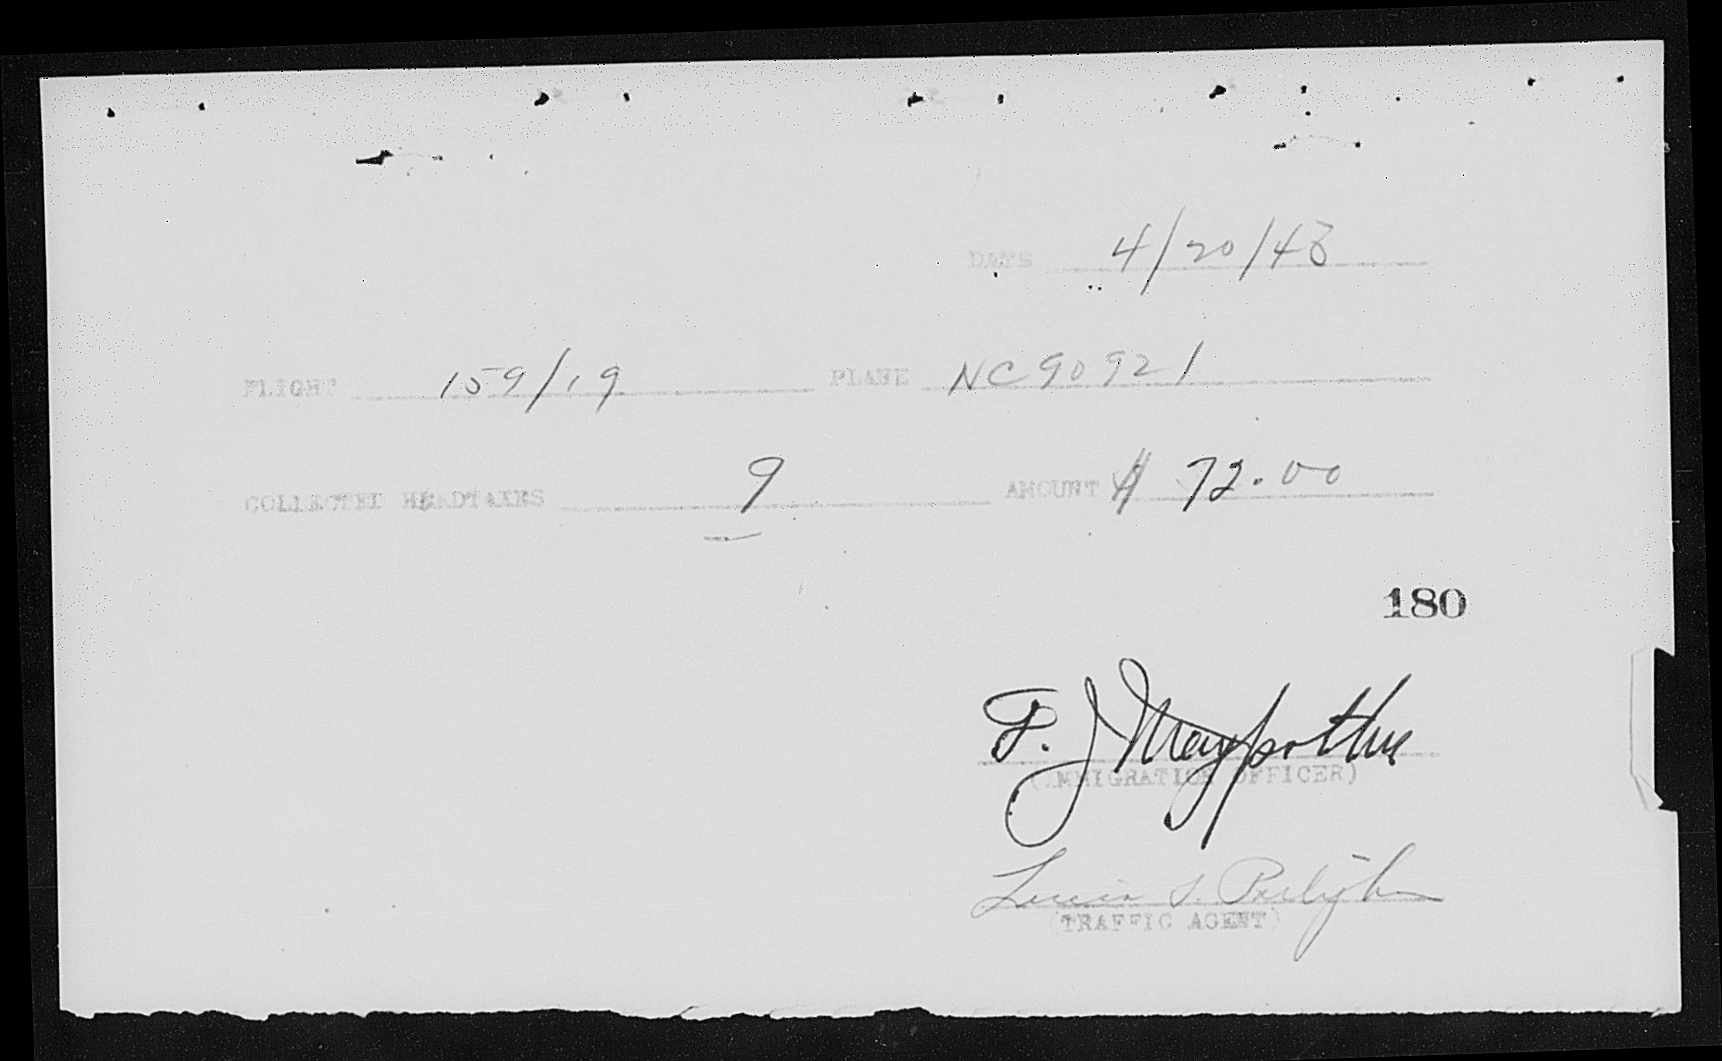 DATE 4/20/48
FLIGHT 159/19 PLANE NC90921
COLLECTED HEADTAXES 9 AMOUNT $ 72.00
180
F. J.
(IMMIGRATION OFFICER)
S.
(TRAFFIC AGENT)